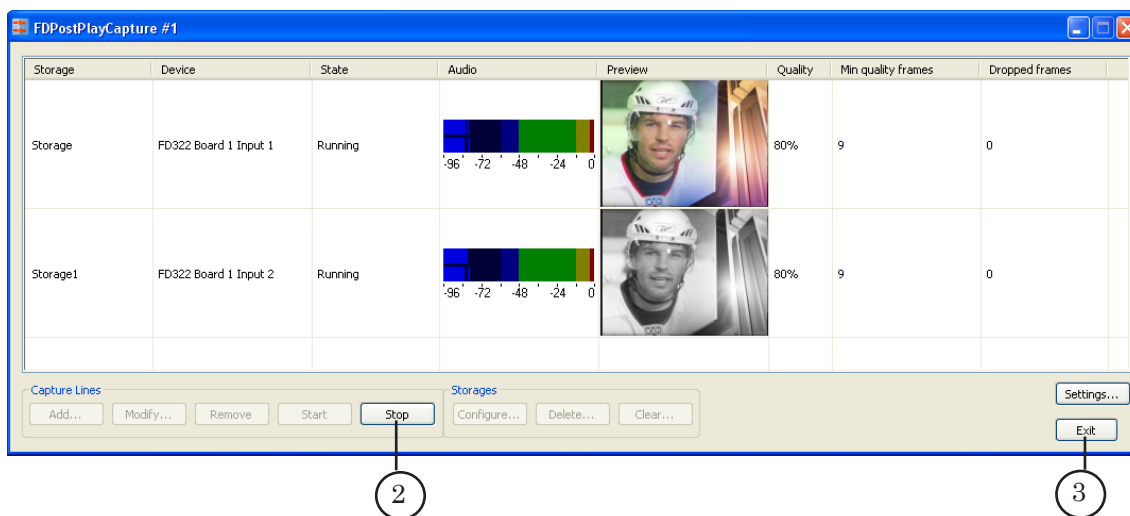 FDPostPlayCapture #1
Storage Device State Audio Preview Quality Min quality frames Dropped frames
Storage FD322 Board 1 Input 1 Running 80% 9 0
-96 -72 -48 -24 0
Storage1 FD322 Board 1 Input 2 Running 80% 9 0
-96 -72 -48 -24 0
Capture Lines Storages
Settings...
Add... Modify... Remove Start Stop Configure... Delete... Clear...
Exit
2 3